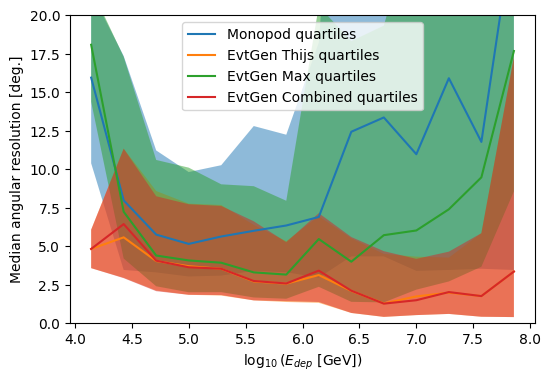 20.0
17.5
15.0
12.5
10.0
7.5
5.0
2.5
0.0
Median angular resolution [deg.]
Monopod quartiles
EvtGen Thijs quartiles
EvtGen Max quartiles
EvtGen Combined quartiles
4.0 4.5 5.0 5.5 6.0 6.5 7.0 7.5 8.0
log₁₀ (E_dep [GeV])